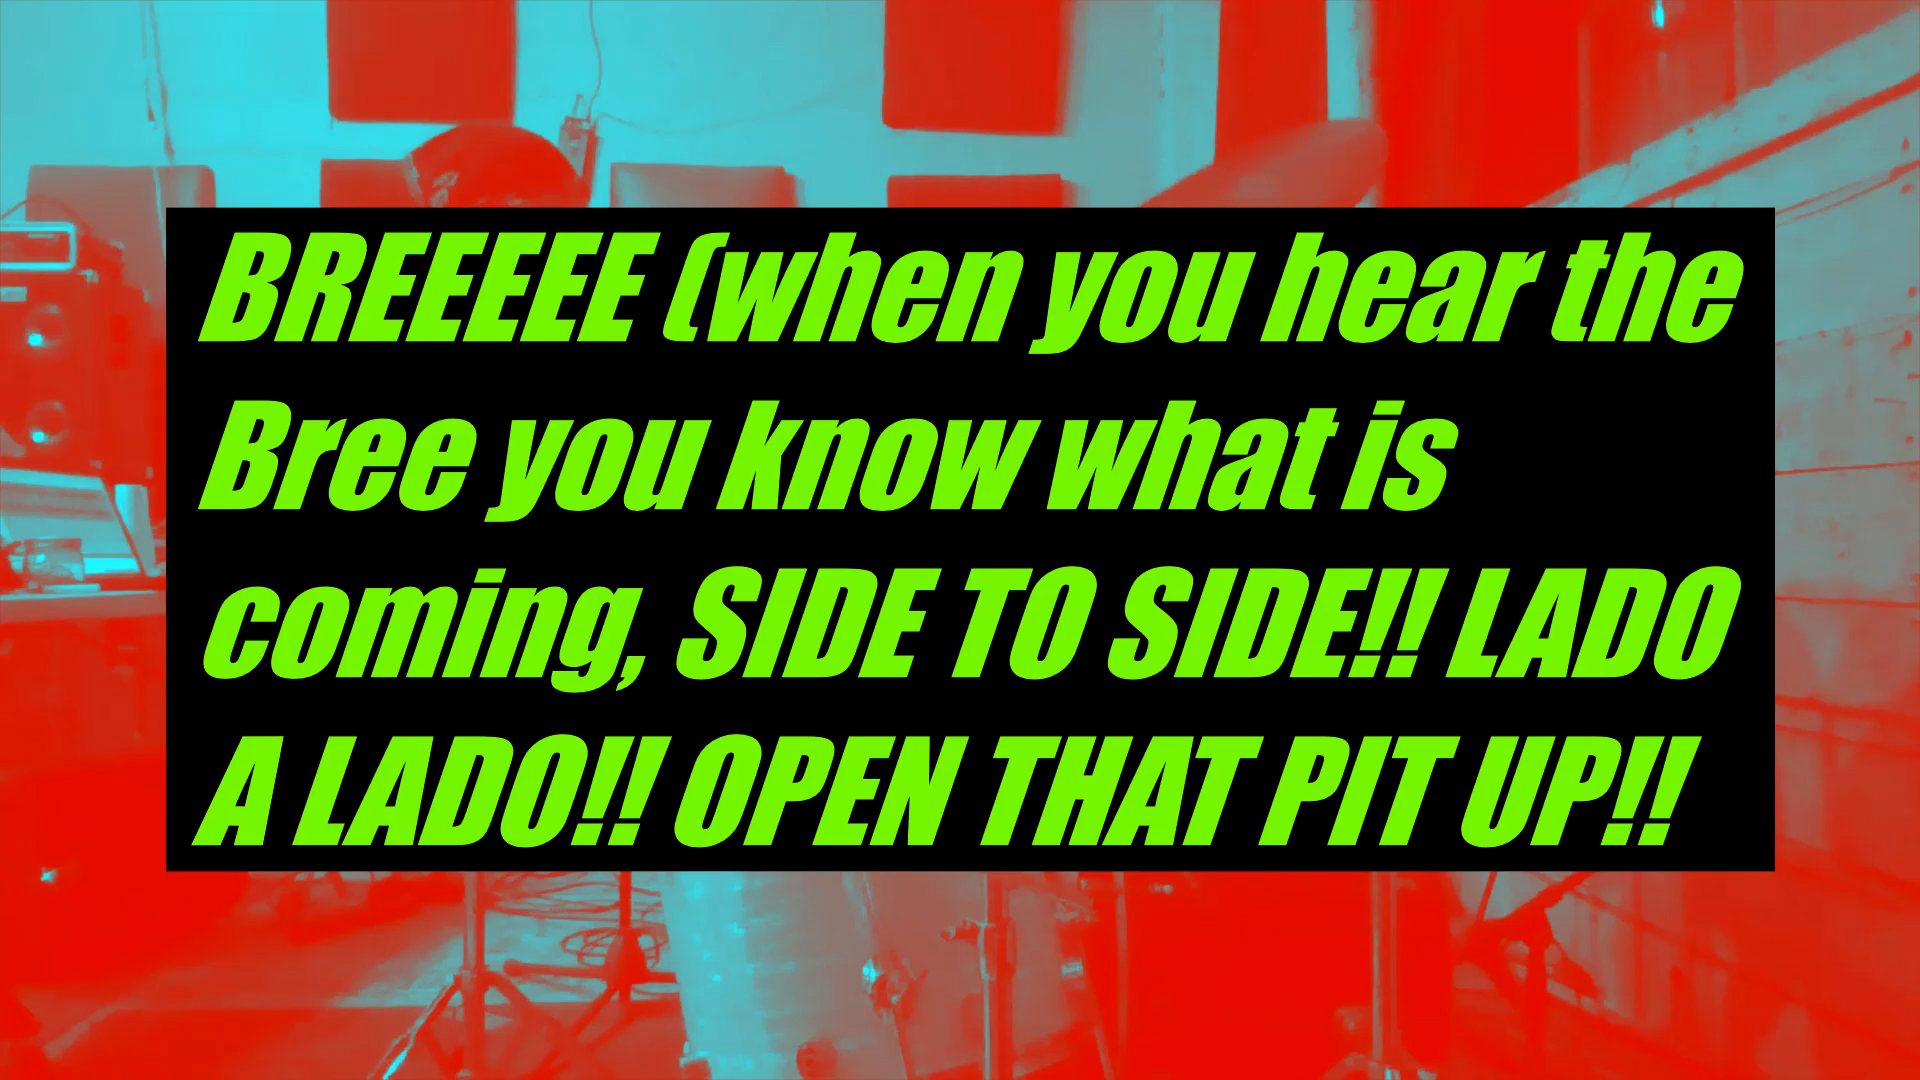 BREEEEE (when you hear the
Bree you know what is
coming, SIDE TO SIDE!! LADO
A LADO!! OPEN THAT PIT UP!!